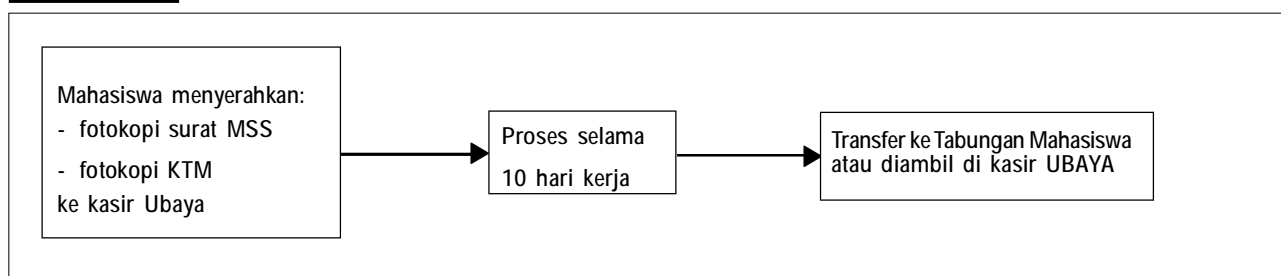 Mahasiswa menyerahkan:
- fotokopi surat MSS
- fotokopi KTM
ke kasir Ubaya
Proses selama
10 hari kerja
Transfer ke Tabungan Mahasiswa
atau diambil di kasir UBAYA